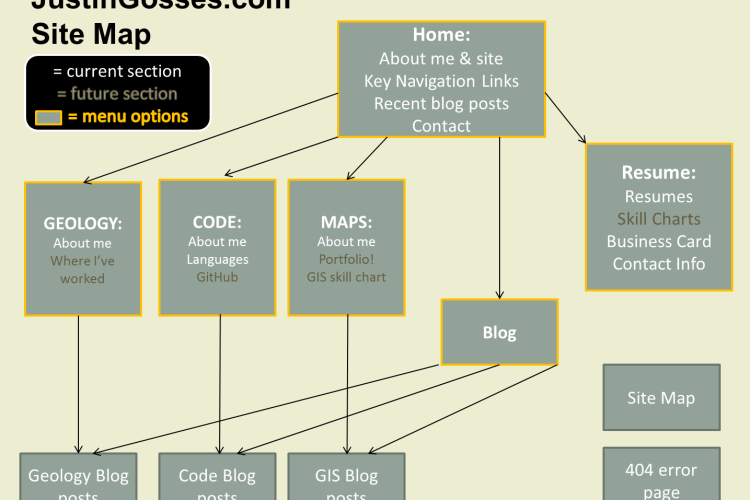 JustinGosses.com
Site Map
= current section
= future section
= menu options
Home:
About me & site
Key Navigation Links
Recent blog posts
Contact
Resume:
Resumes
Skill Charts
Business Card
Contact Info
GEOLOGY:
About me
Where I've
worked
CODE:
About me
Languages
GitHub
MAPS:
About me
Portfolio!
GIS skill chart
Blog
Site Map
Geology Blog
posts
Code Blog
posts
GIS Blog
posts
404 error
page